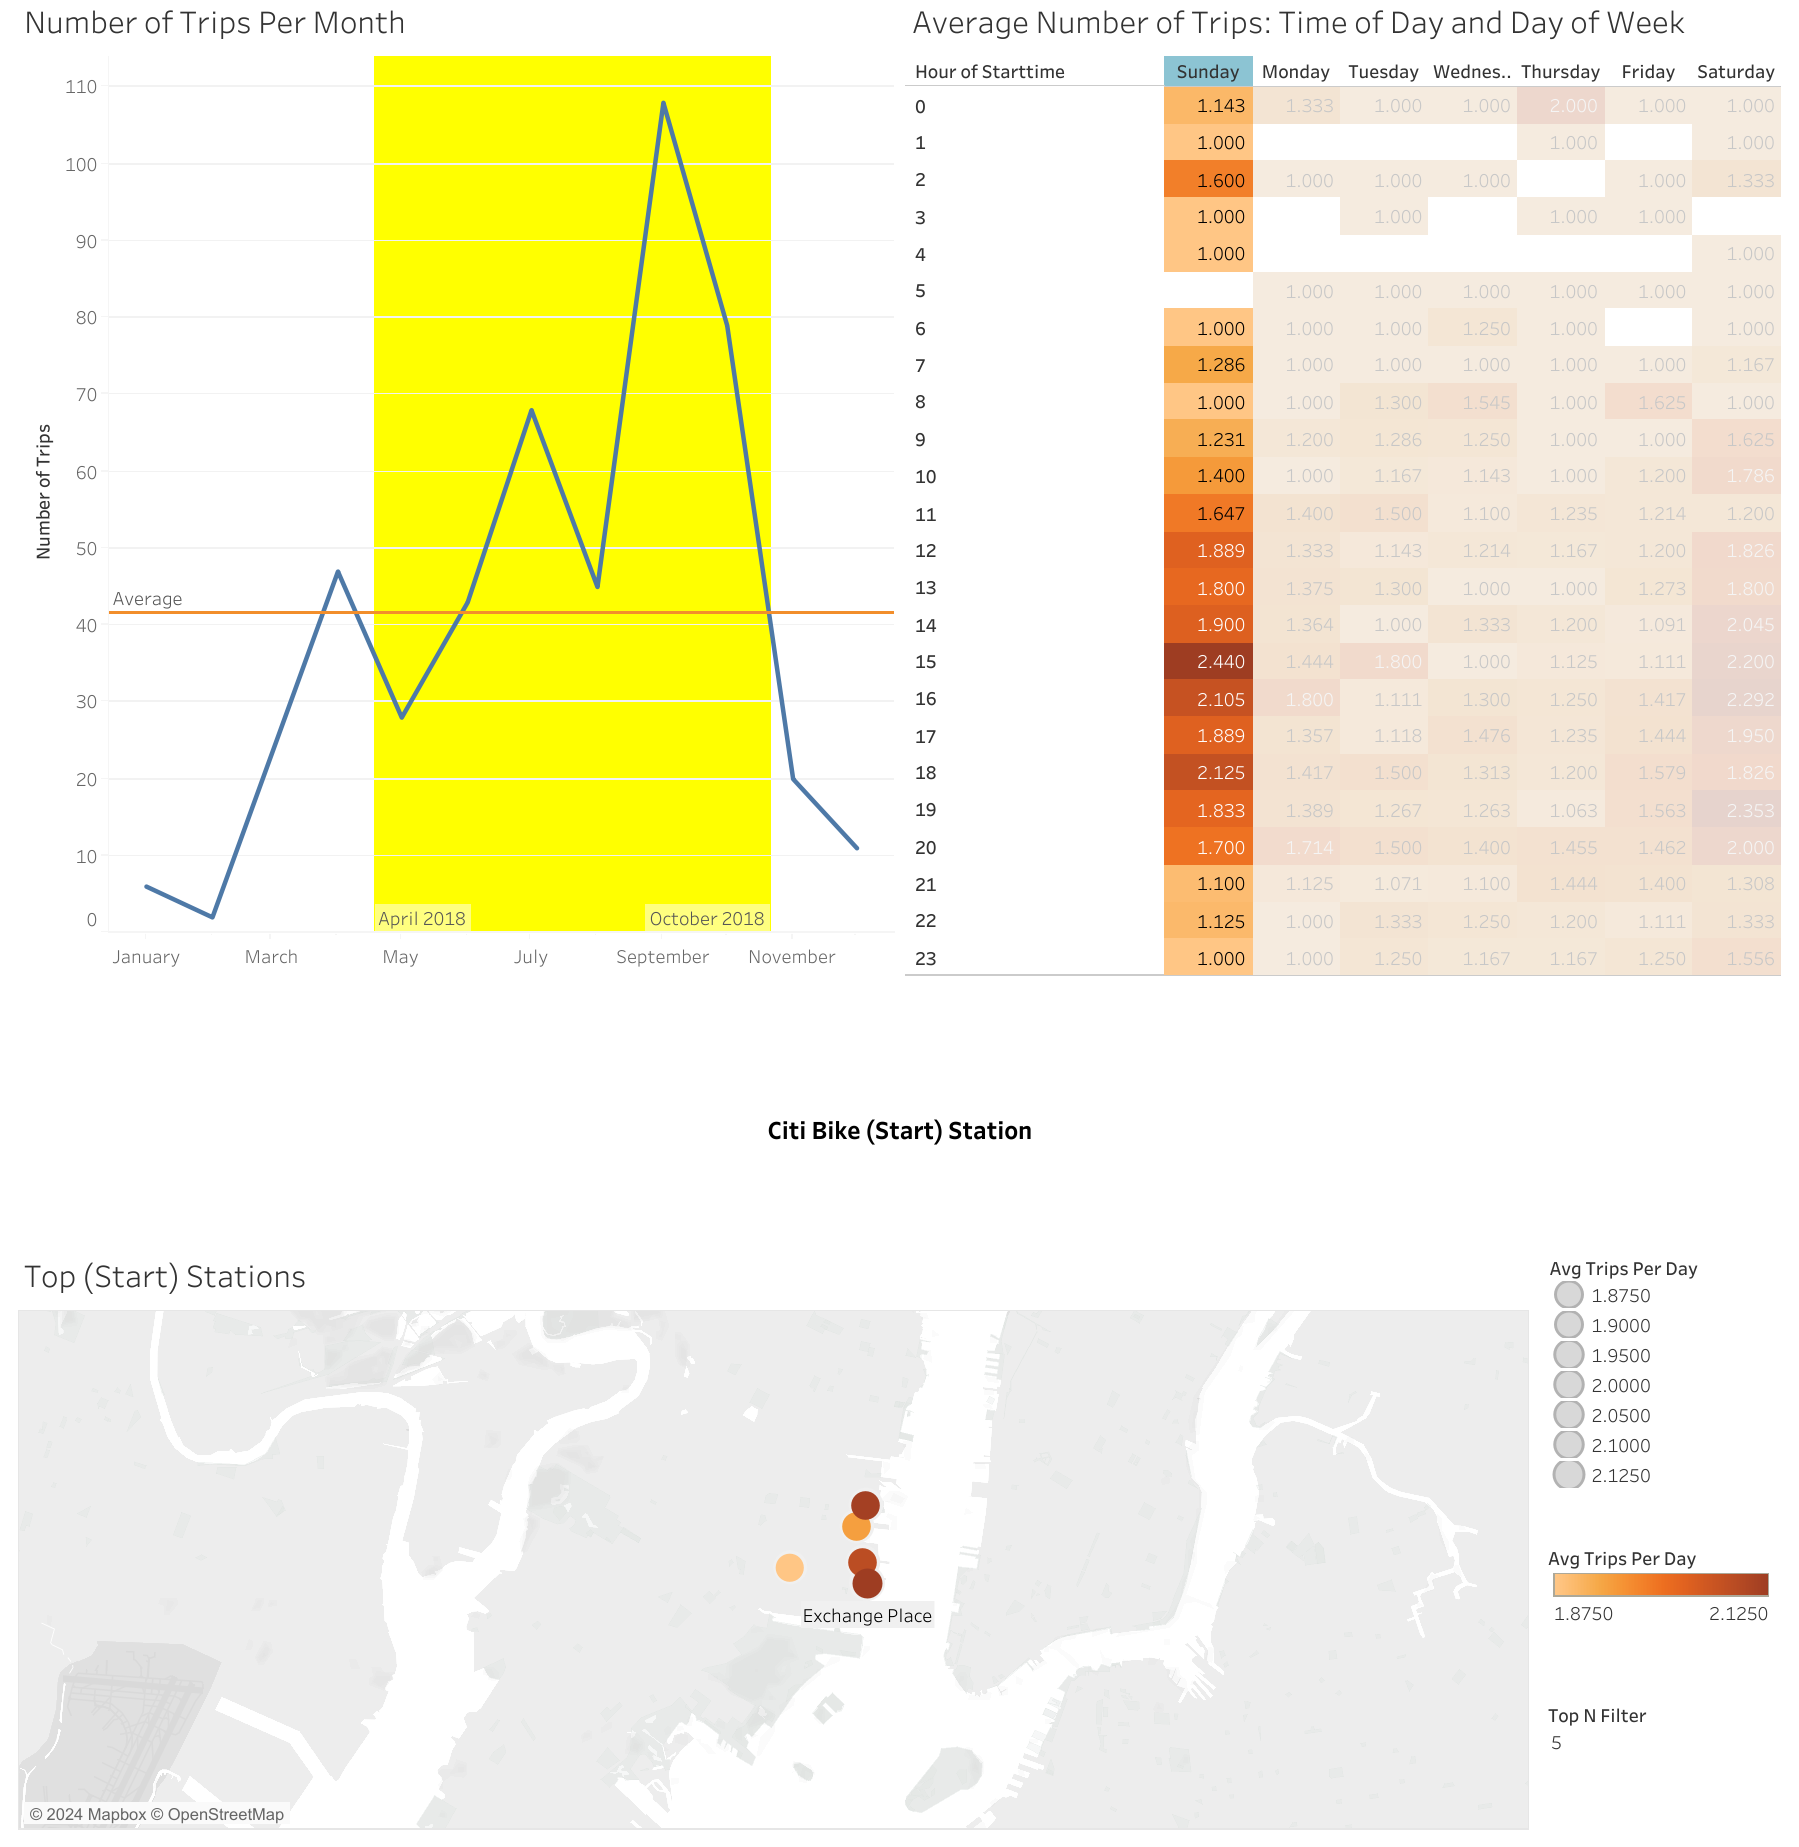 Number of Trips Per Month
110
100
90
80
70
60
50
40
30
20
10
0
Number of Trips
Average
April 2018
October 2018
January March May July September November
Average Number of Trips: Time of Day and Day of Week
Hour of Starttime Sunday Monday Tuesday Wednes.. Thursday Friday Saturday
0 1.143 1.333 1.000 1.000 2.000 1.000 1.000
1 1.000 1.000 1.000
2 1.600 1.000 1.000 1.000 1.000 1.333
3 1.000 1.000 1.000 1.000
4 1.000 1.000
5 1.000 1.000 1.000 1.000 1.000 1.000
6 1.000 1.000 1.000 1.250 1.000 1.000
7 1.286 1.000 1.000 1.000 1.000 1.000 1.167
8 1.000 1.000 1.300 1.545 1.000 1.625 1.000
9 1.231 1.200 1.286 1.250 1.000 1.000 1.625
10 1.400 1.000 1.167 1.143 1.000 1.200 1.786
11 1.647 1.400 1.500 1.100 1.235 1.214 1.200
12 1.889 1.333 1.143 1.214 1.167 1.200 1.826
13 1.800 1.375 1.300 1.000 1.000 1.273 1.800
14 1.900 1.364 1.000 1.333 1.200 1.091 2.045
15 2.440 1.444 1.800 1.000 1.125 1.111 2.200
16 2.105 1.800 1.111 1.300 1.250 1.417 2.292
17 1.889 1.357 1.118 1.476 1.235 1.444 1.950
18 2.125 1.417 1.500 1.313 1.200 1.579 1.826
19 1.833 1.389 1.267 1.263 1.063 1.563 2.353
20 1.700 1.714 1.500 1.400 1.455 1.462 2.000
21 1.100 1.125 1.071 1.100 1.444 1.400 1.308
22 1.125 1.000 1.333 1.250 1.200 1.111 1.333
23 1.000 1.000 1.250 1.167 1.167 1.250 1.556
Citi Bike (Start) Station
Top (Start) Stations
Exchange Place
© 2024 Mapbox © OpenStreetMap
Avg Trips Per Day
1.8750
1.9000
1.9500
2.0000
2.0500
2.1000
2.1250
Avg Trips Per Day
1.8750 2.1250
Top N Filter
5